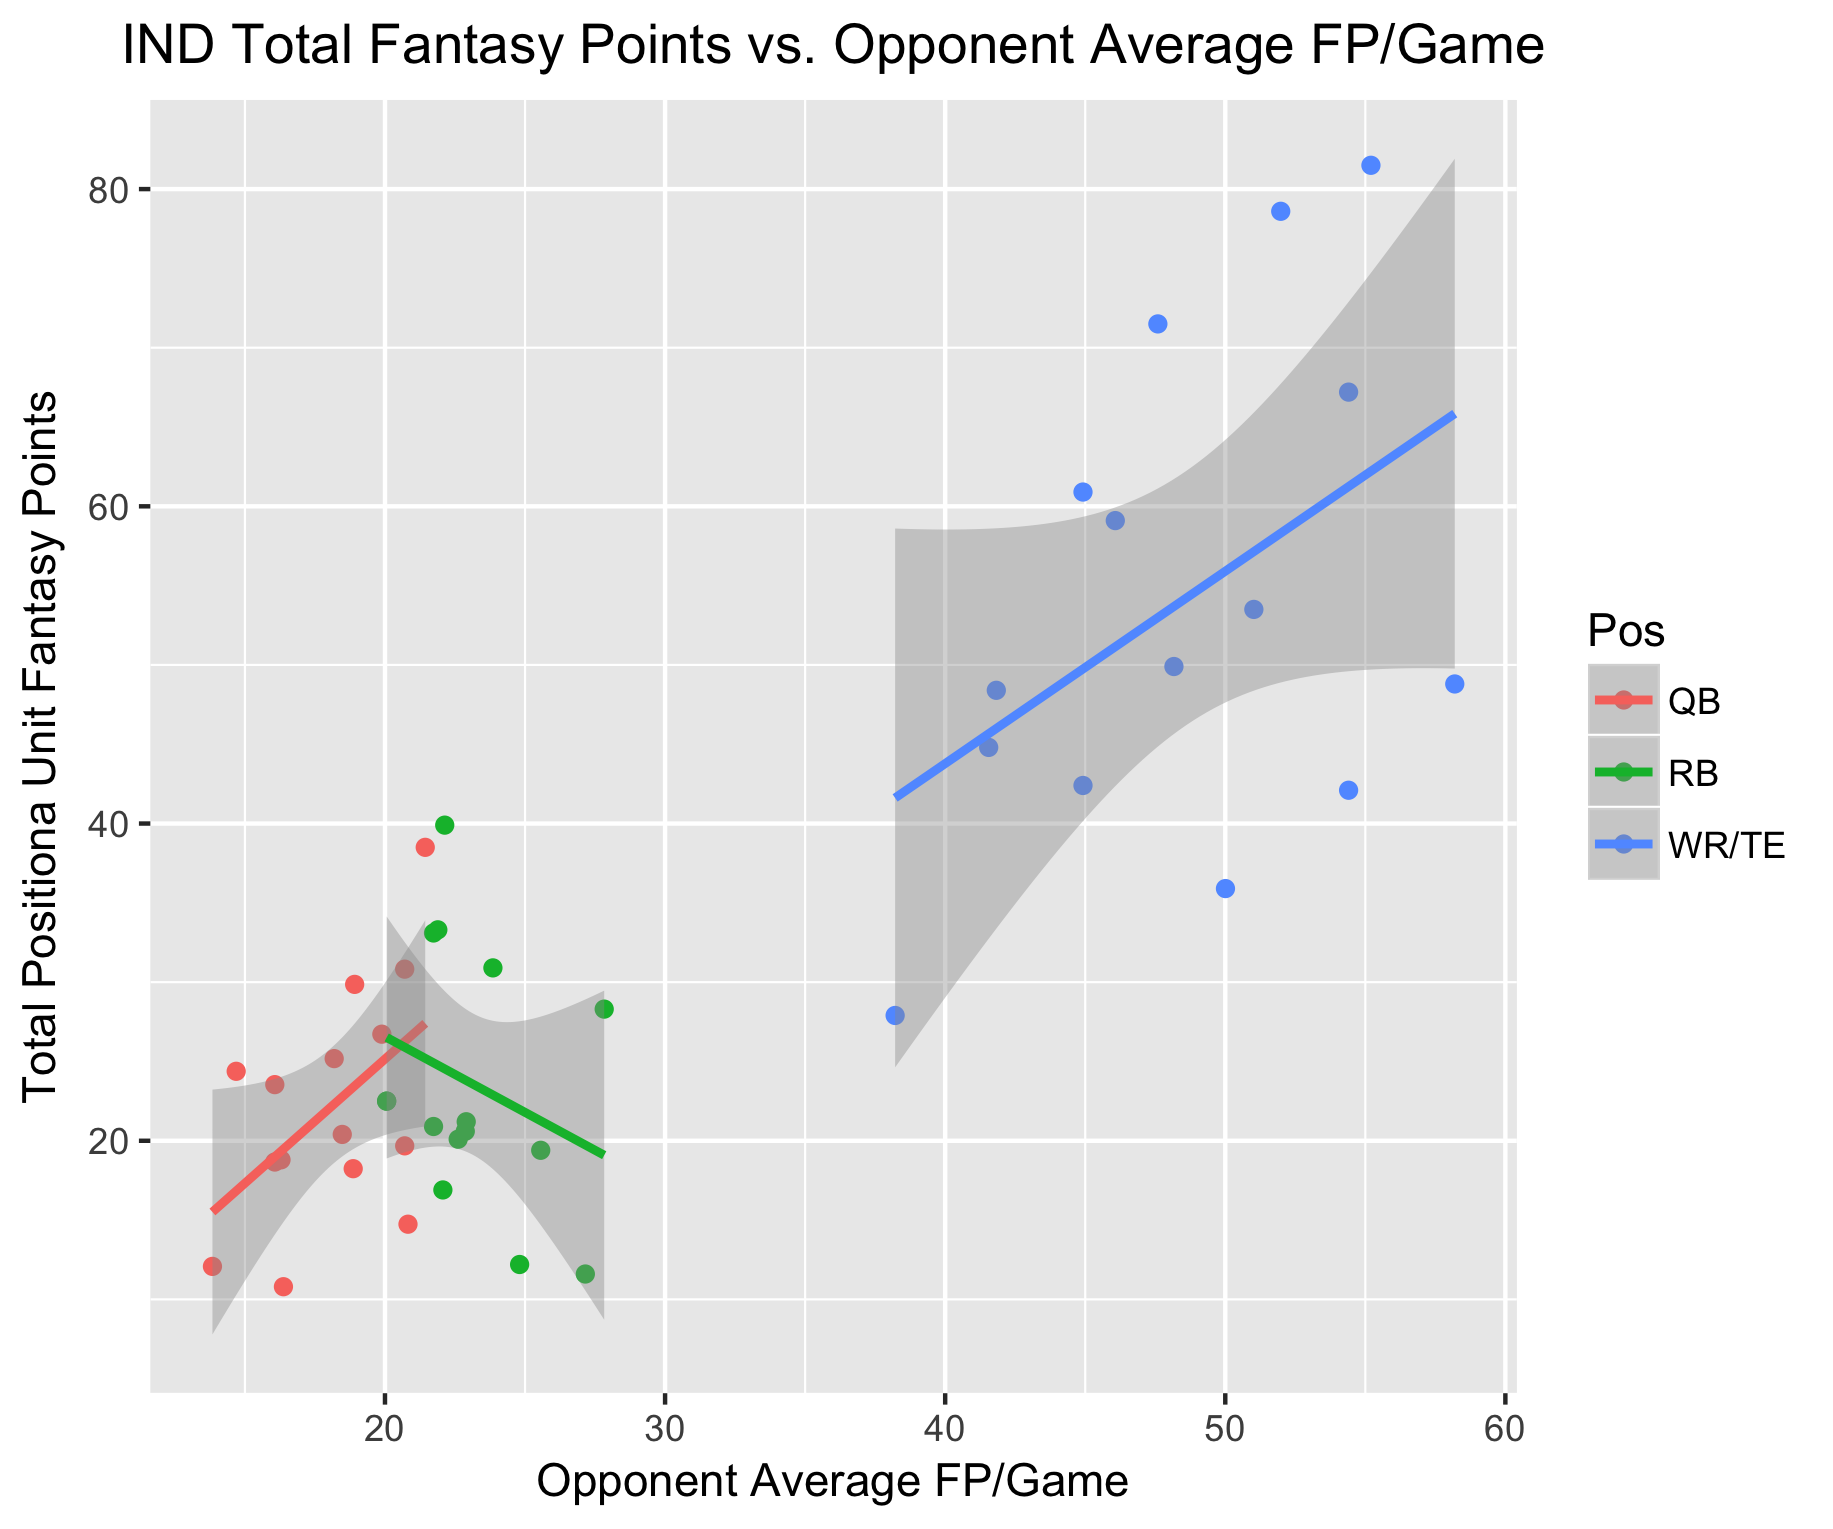 IND Total Fantasy Points vs. Opponent Average FP/Game
Total Positiona Unit Fantasy Points
80
60
40
20
20 30 40 50 60
Opponent Average FP/Game
Pos
QB
RB
WR/TE